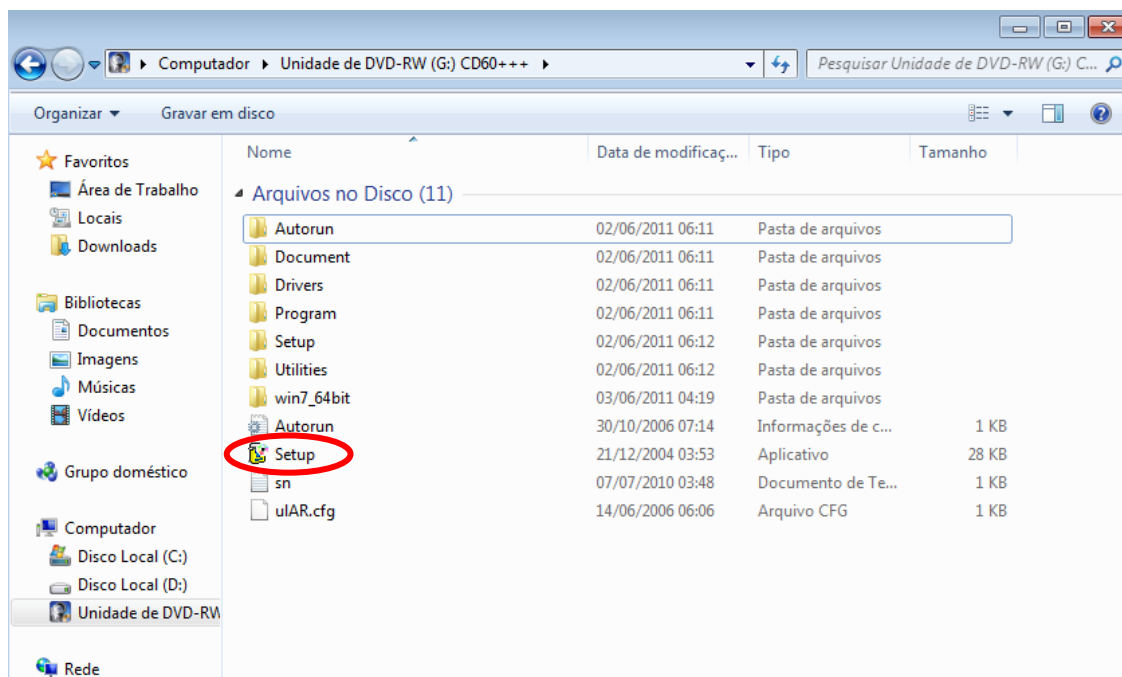 Computador Unidade de DVD-RW (G:) CD60+++
Pesquisar Unidade de DVD-RW (G:) C...
Organizar Gravar em disco
Favoritos
Área de Trabalho
Locais
Downloads
Bibliotecas
Documentos
Imagens
Músicas
Vídeos
Grupo doméstico
Computador
Disco Local (C:)
Disco Local (D:)
Unidade de DVD-RW
Rede
Nome Data de modificaç... Tipo Tamanho
Arquivos no Disco (11)
Autorun 02/06/2011 06:11 Pasta de arquivos
Document 02/06/2011 06:11 Pasta de arquivos
Drivers 02/06/2011 06:11 Pasta de arquivos
Program 02/06/2011 06:11 Pasta de arquivos
Setup 02/06/2011 06:12 Pasta de arquivos
Utilities 02/06/2011 06:12 Pasta de arquivos
win7_64bit 03/06/2011 04:19 Pasta de arquivos
Autorun 30/10/2006 07:14 Informações de c... 1 KB
Setup 21/12/2004 03:53 Aplicativo 28 KB
sn 07/07/2010 03:48 Documento de Te... 1 KB
ulAR.cfg 14/06/2006 06:06 Arquivo CFG 1 KB